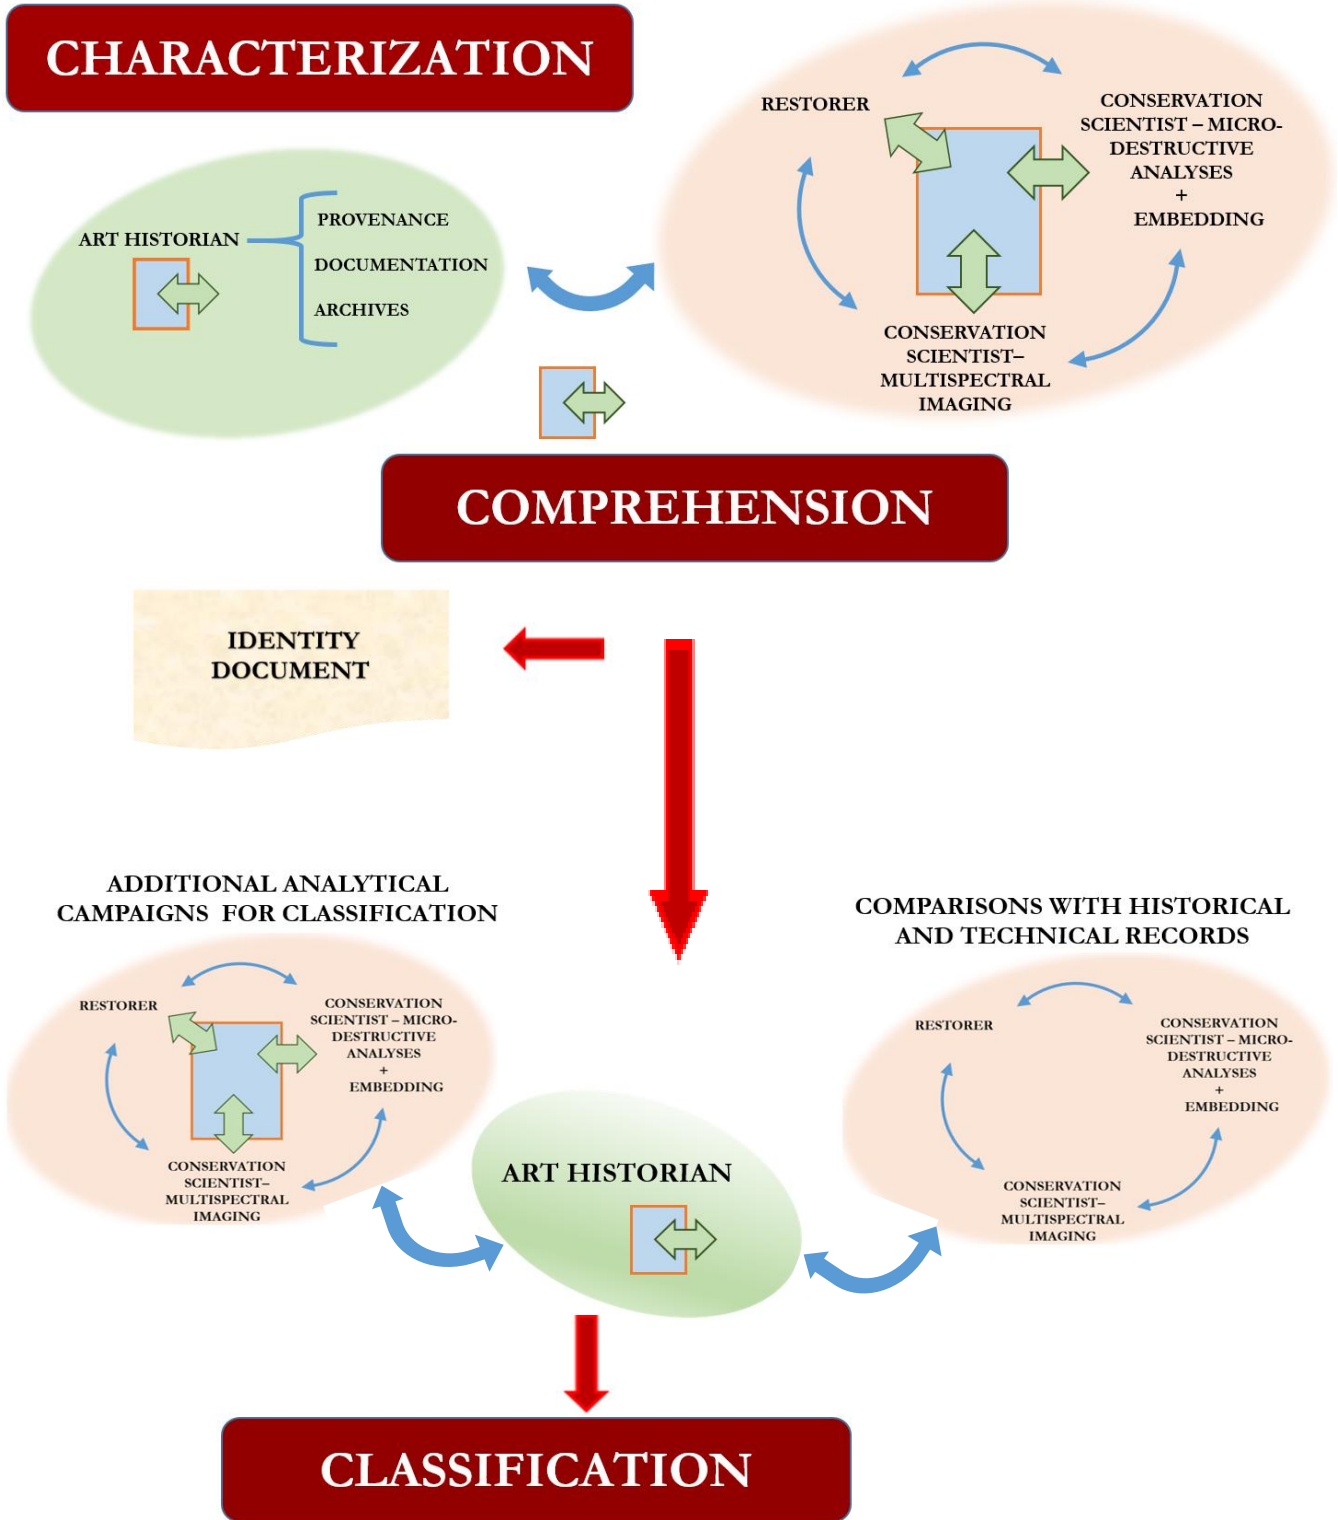 CHARACTERIZATION
ART HISTORIAN
PROVENANCE
DOCUMENTATION
ARCHIVES
RESTORER
CONSERVATION
SCIENTIST – MICRO-
DESTRUCTIVE
ANALYSES
+
EMBEDDING
CONSERVATION
SCIENTIST–
MULTISPECTRAL
IMAGING
COMPREHENSION
IDENTITY
DOCUMENT
ADDITIONAL ANALYTICAL
CAMPAIGNS FOR CLASSIFICATION
RESTORER
CONSERVATION
SCIENTIST – MICRO-
DESTRUCTIVE
ANALYSES
+
EMBEDDING
CONSERVATION
SCIENTIST–
MULTISPECTRAL
IMAGING
COMPARISONS WITH HISTORICAL
AND TECHNICAL RECORDS
RESTORER
CONSERVATION
SCIENTIST – MICRO-
DESTRUCTIVE
ANALYSES
+
EMBEDDING
CONSERVATION
SCIENTIST–
MULTISPECTRAL
IMAGING
ART HISTORIAN
CLASSIFICATION